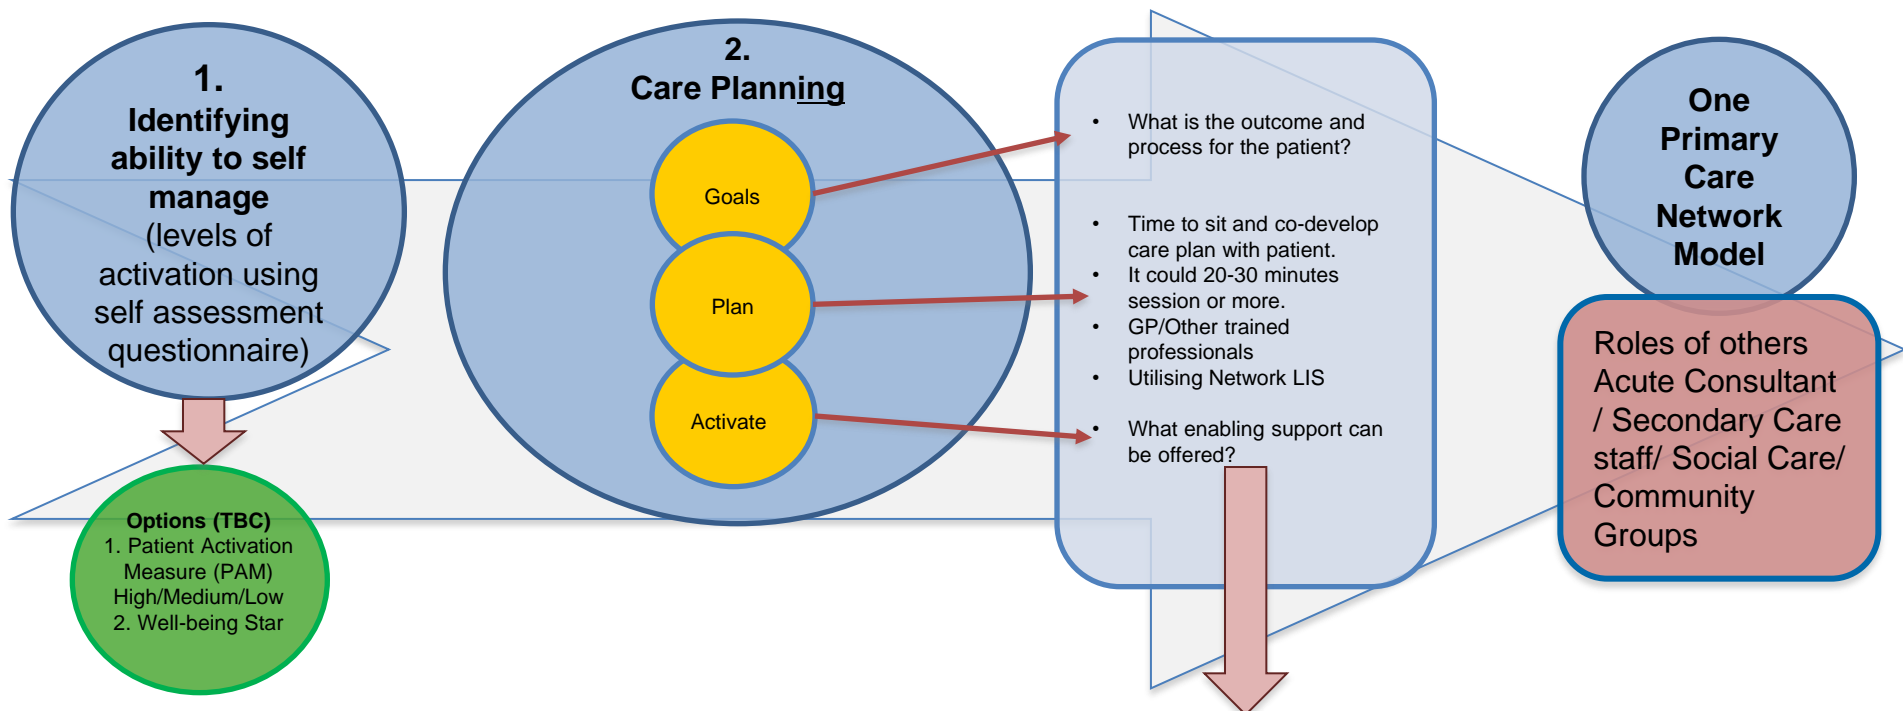 1.
Identifying
ability to self
manage
(levels of
activation using
self assessment
questionnaire)
Options (TBC)
1. Patient Activation
Measure (PAM)
High/Medium/Low
2. Well-being Star
2.
Care Planning
Goals
Plan
Activate
• What is the outcome and
process for the patient?
• Time to sit and co-develop
care plan with patient.
• It could 20-30 minutes
session or more.
• GP/Other trained
professionals
• Utilising Network LIS
• What enabling support can
be offered?
One
Primary
Care
Network
Model
Roles of others
Acute Consultant
/ Secondary Care
staff/ Social Care/
Community
Groups